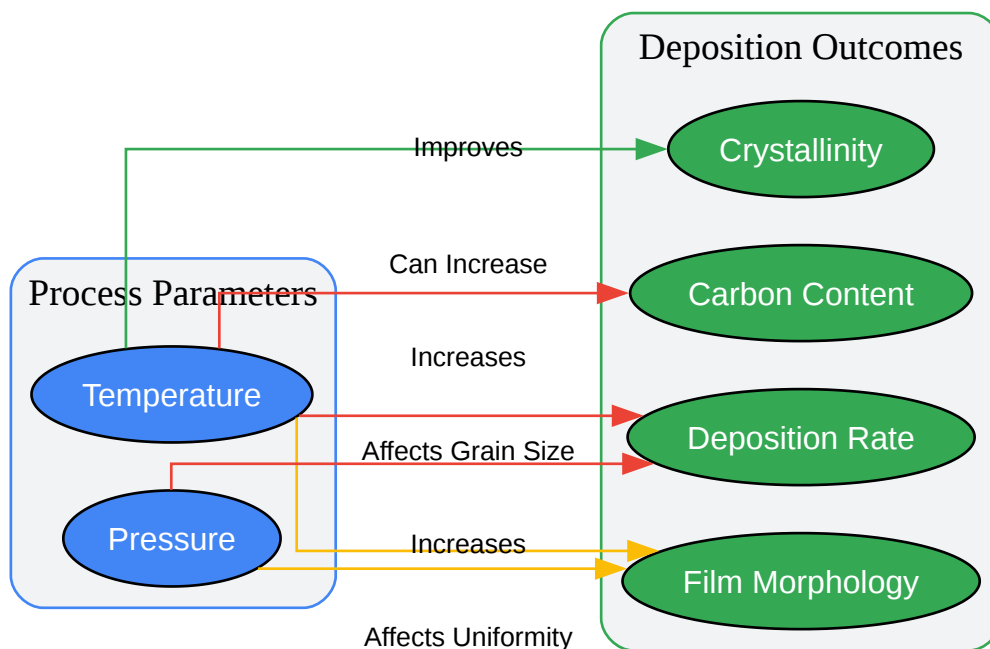 Deposition Outcomes
Improves
Crystallinity
Can Increase
Process Parameters
Carbon Content
Increases
Temperature
Deposition Rate
Affects Grain Size
Pressure
Increases
Film Morphology
Affects Uniformity